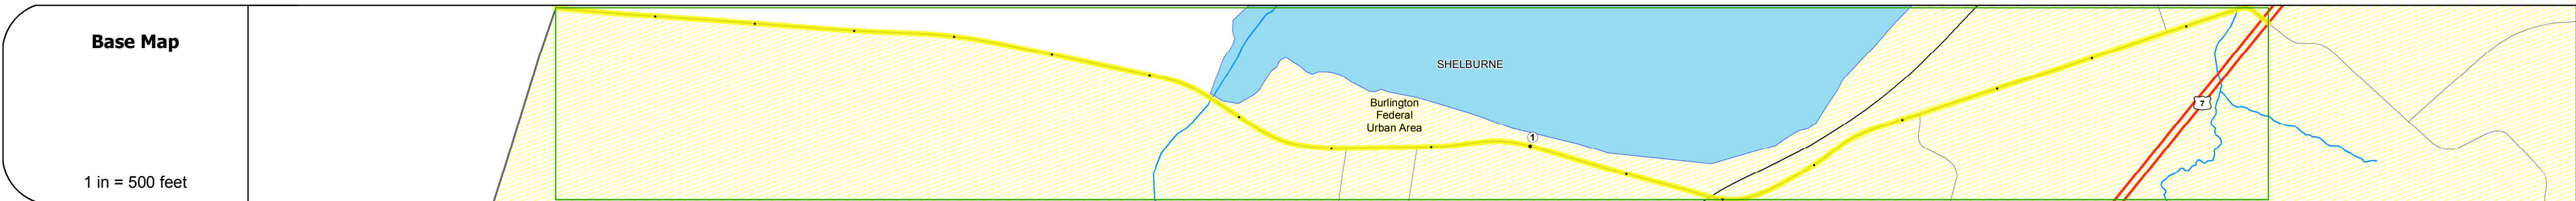 Base Map
1 in = 500 feet
SHELBURNE
Burlington
Federal
Urban Area
1
7